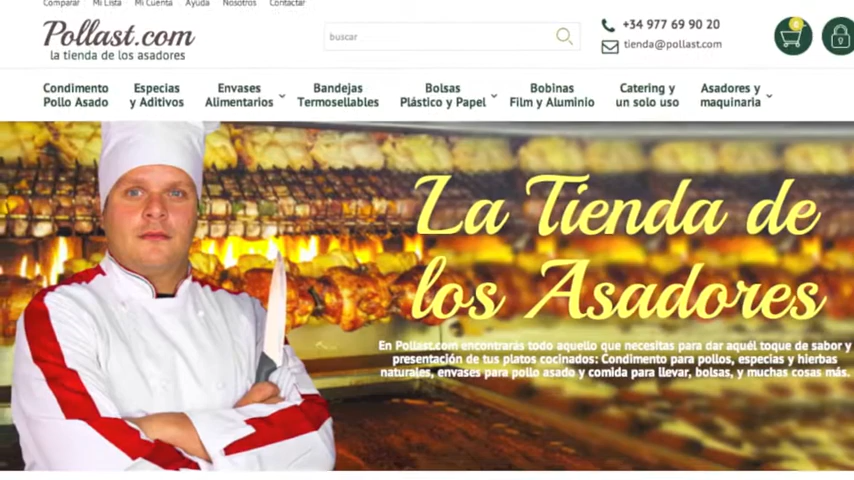 Comparar Mi Lista Mi Cuenta Ayuda Nosotros Contactar
Pollast.com
la tienda de los asadores
buscar
+34 977 69 90 20
tienda@pollast.com
0
Condimento
Pollo Asado
Especias
y Aditivos
Envases
Alimentarios
Bandejas
Termosellables
Bolsas
Plástico y Papel
Bobinas
Film y Aluminio
Catering y
un solo uso
Asadores y
maquinaria
La Tienda de
los Asadores
En Pollast.com encontrarás todo aquello que necesitas para dar aquél toque de sabor y
presentación de tus platos cocinados: Condimento para pollos, especias y hierbas
naturales, envases para pollo asado y comida para llevar, bolsas, y muchas cosas más.